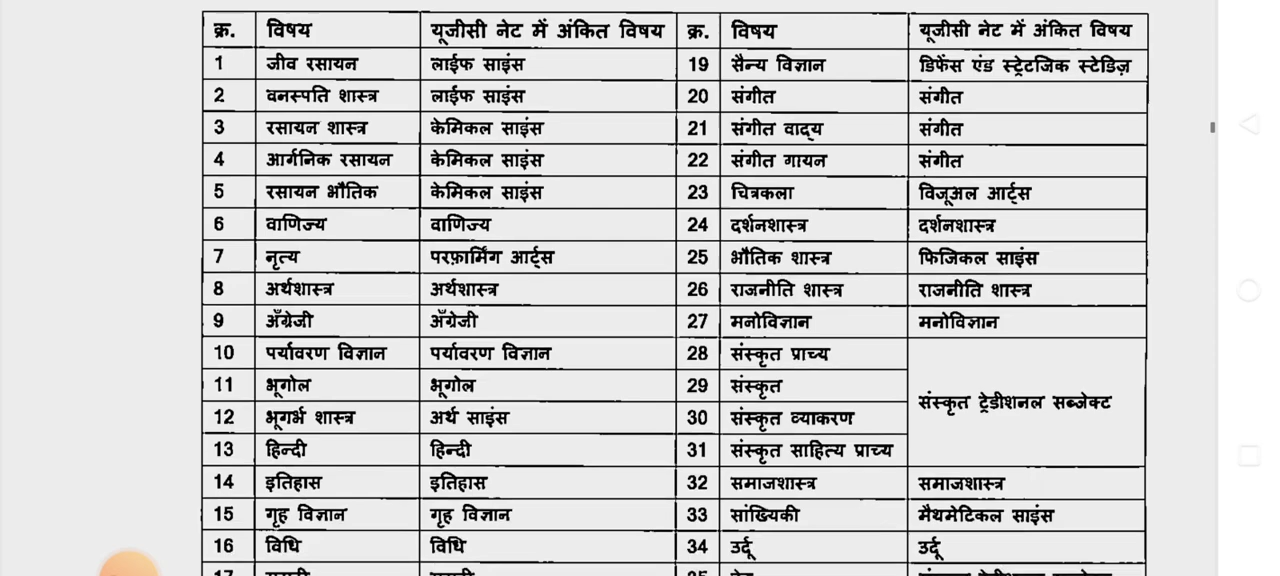 क्र. विषय यूजीसी नेट में अंकित विषय क्र. विषय यूजीसी नेट में अंकित विषय
1 जीव रसायन लाईफ साइंस 19 सैन्य विज्ञान डिफेंस एंड स्ट्रेटजिक स्टेडिज़
2 वनस्पति शास्त्र लाईफ साइंस 20 संगीत संगीत
3 रसायन शास्त्र केमिकल साइंस 21 संगीत वाद्य संगीत
4 आर्गनिक रसायन केमिकल साइंस 22 संगीत गायन संगीत
5 रसायन भौतिक केमिकल साइंस 23 चित्रकला विजूअल आर्ट्स
6 वाणिज्य वाणिज्य 24 दर्शनशास्त्र दर्शनशास्त्र
7 नृत्य परफ़ार्मिंग आर्ट्स 25 भौतिक शास्त्र फिजिकल साइंस
8 अर्थशास्त्र अर्थशास्त्र 26 राजनीति शास्त्र राजनीति शास्त्र
9 अँग्रेजी अँग्रेजी 27 मनोविज्ञान मनोविज्ञान
10 पर्यावरण विज्ञान पर्यावरण विज्ञान 28 संस्कृत प्राच्य
11 भूगोल भूगोल 29 संस्कृत संस्कृत ट्रेडीशनल सब्जेक्ट
12 भूगर्भ शास्त्र अर्थ साइंस 30 संस्कृत व्याकरण
13 हिन्दी हिन्दी 31 संस्कृत साहित्य प्राच्य
14 इतिहास इतिहास 32 समाजशास्त्र समाजशास्त्र
15 गृह विज्ञान गृह विज्ञान 33 सांख्यिकी मैथमेटिकल साइंस
16 विधि विधि 34 उर्दू उर्दू